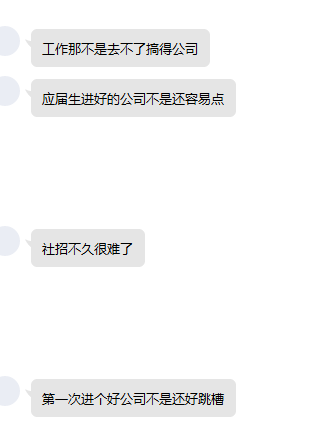 工作那不是去不了搞得公司
应届生进好的公司不是还容易点
社招不久很难了
第一次进个好公司不是还好跳槽